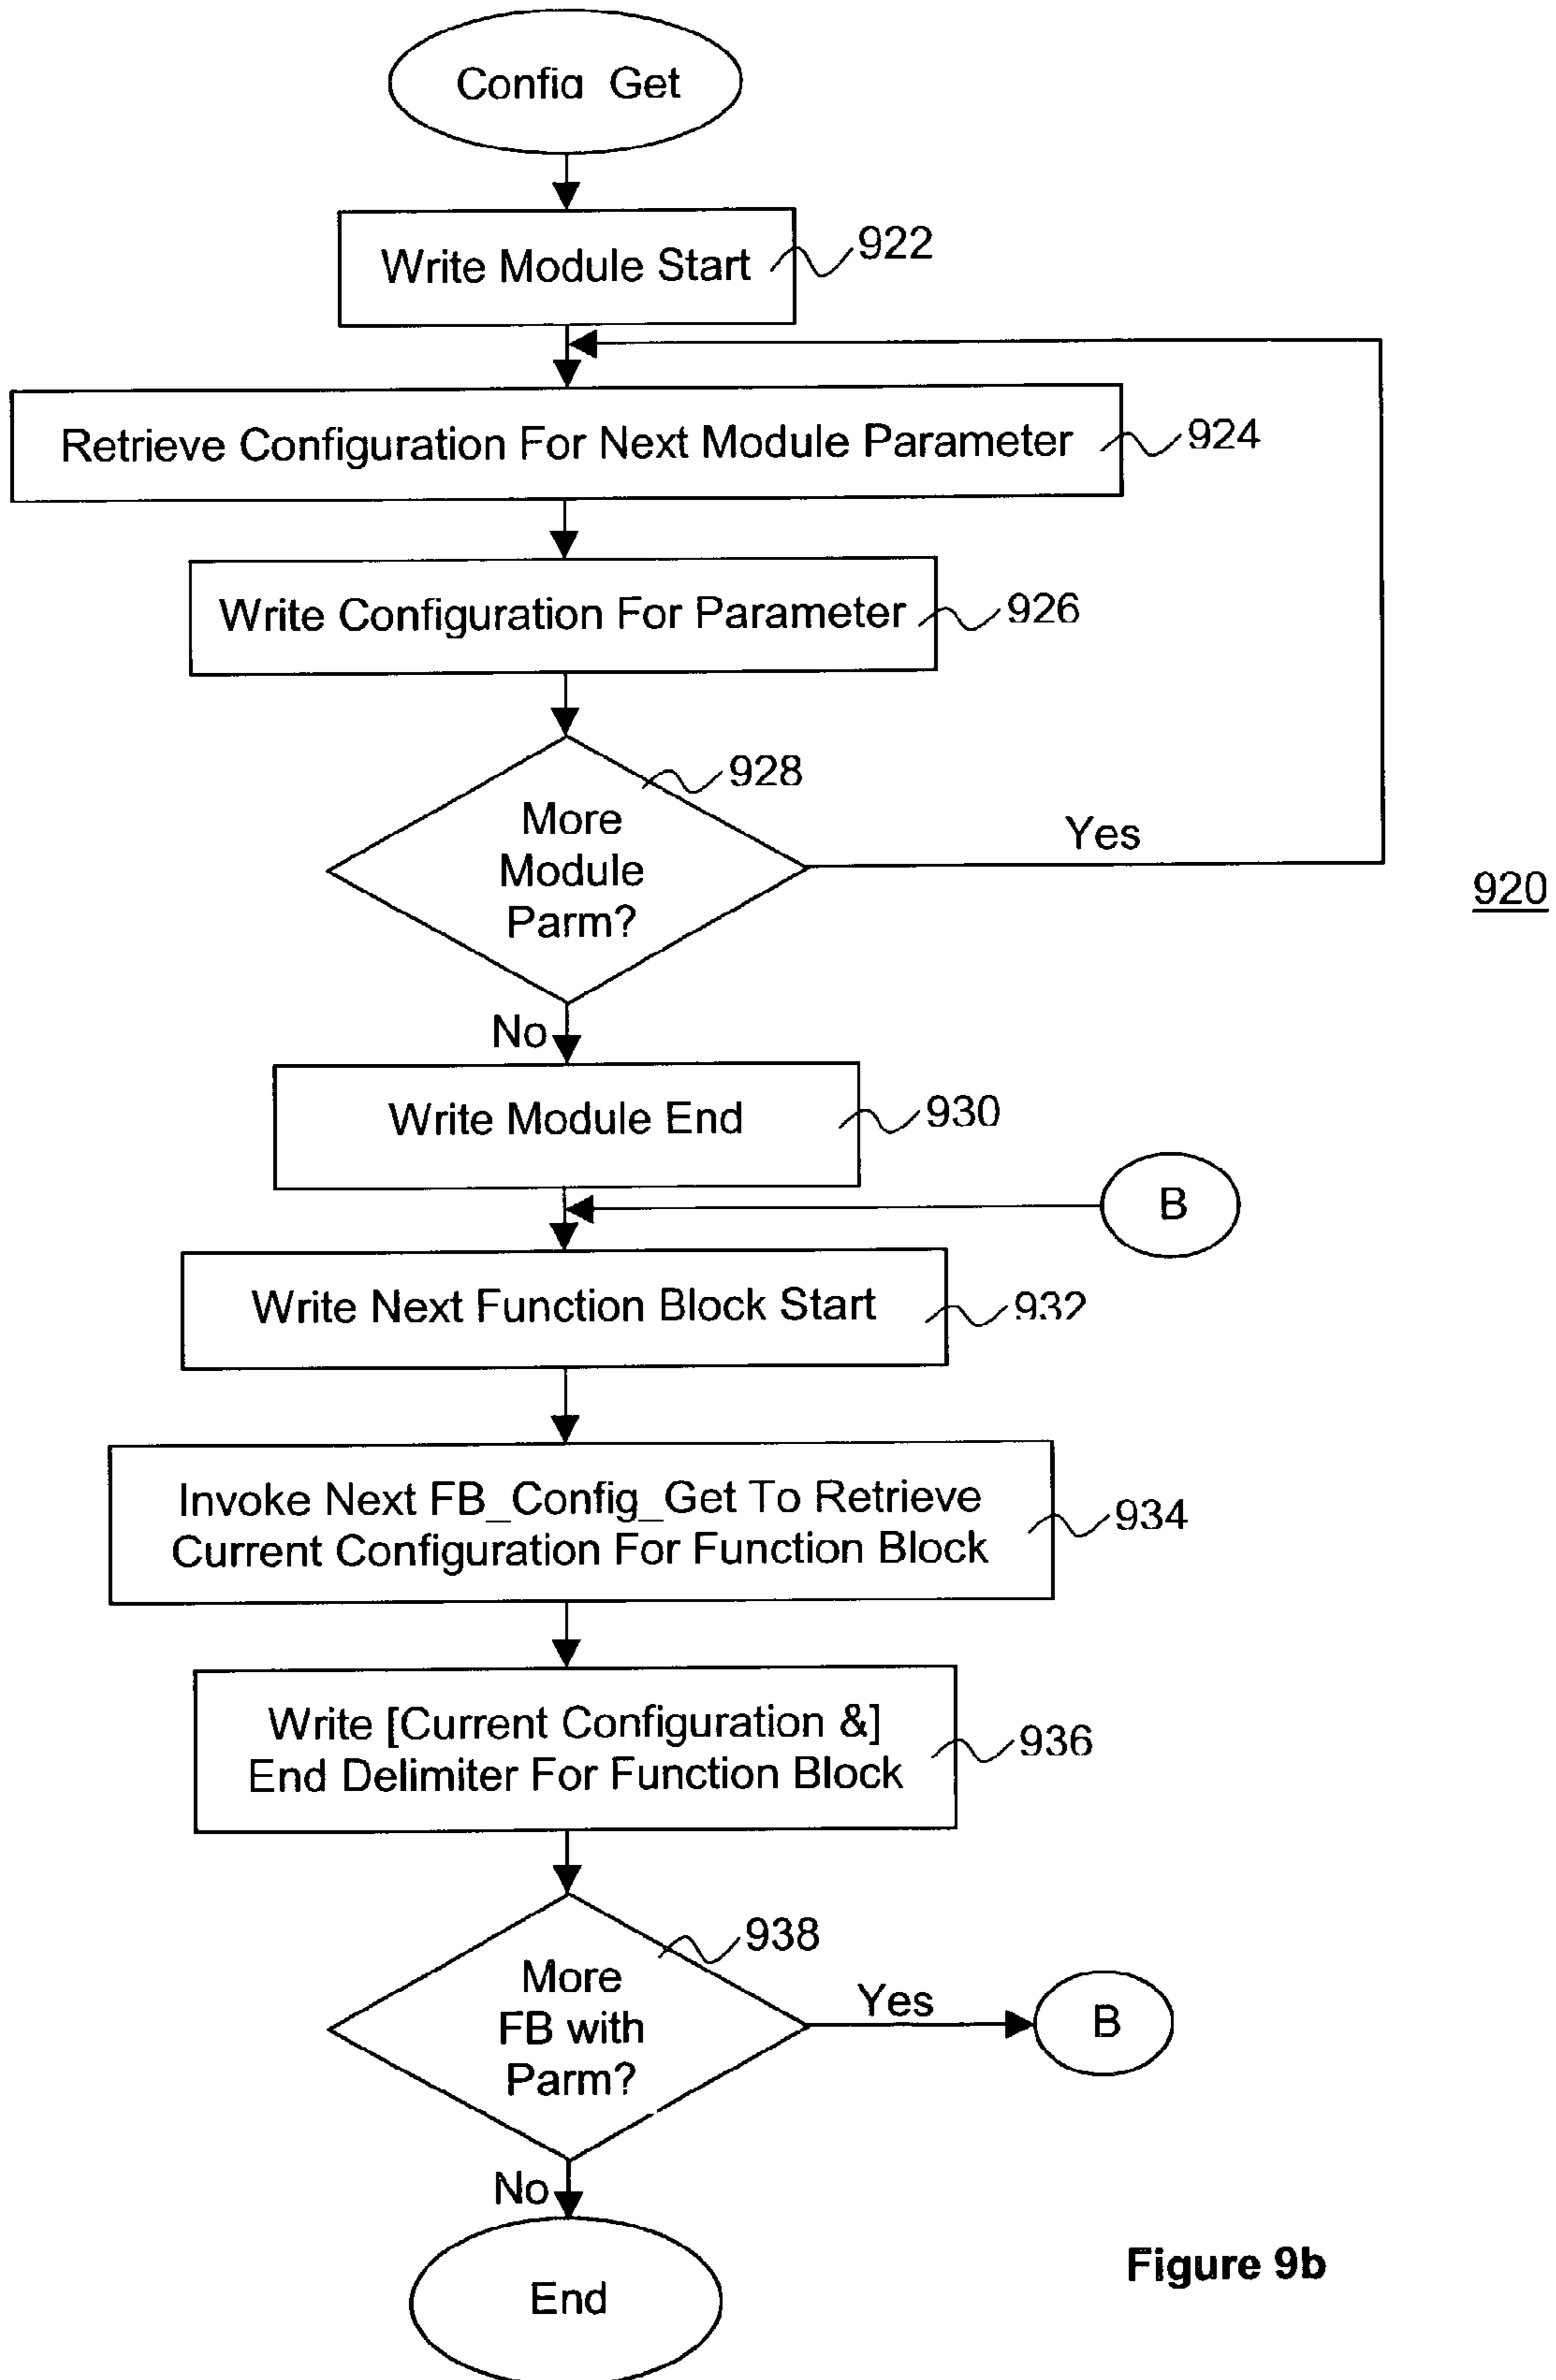 Config Get
Write Module Start
922
Retrieve Configuration For Next Module Parameter
924
Write Configuration For Parameter
926
928
More
Module
Parm?
Yes
920
No
Write Module End
930
B
Write Next Function Block Start
932
Invoke Next FB_Config_Get To Retrieve
Current Configuration For Function Block
934
Write [Current Configuration &]
End Delimiter For Function Block
936
938
More
FB with
Parm?
Yes
B
No
End
Figure 9b